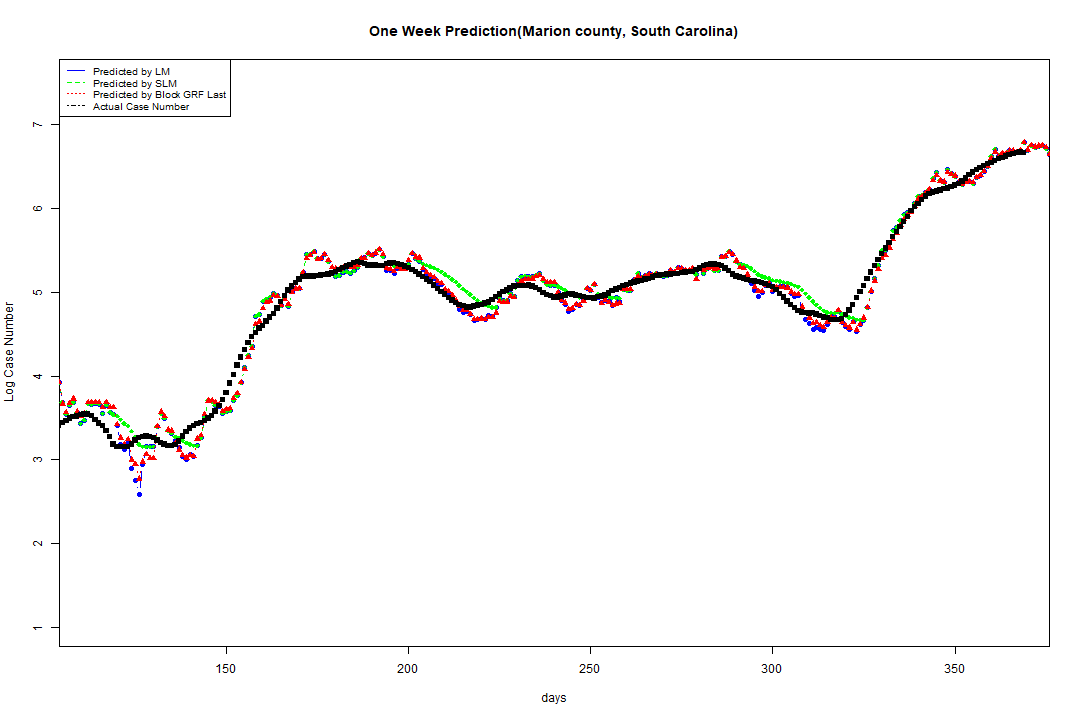 One Week Prediction(Marion county, South Carolina)
Predicted by LM
Predicted by SLM
Predicted by Block GRF Last
Actual Case Number
7
6
5
4
3
2
1
Log Case Number
150 200 250 300 350
days